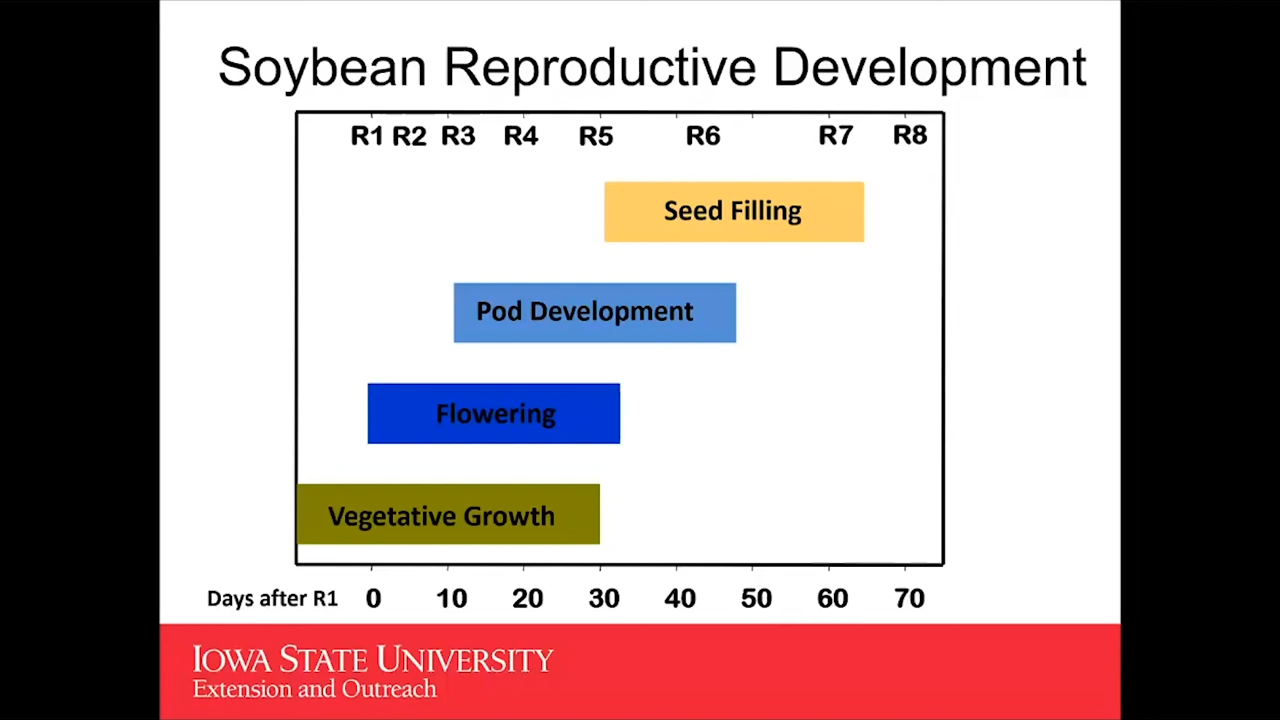 Soybean Reproductive Development
R1 R2 R3 R4 R5 R6 R7 R8
Seed Filling
Pod Development
Flowering
Vegetative Growth
Days after R1 0 10 20 30 40 50 60 70
IOWA STATE UNIVERSITY
Extension and Outreach